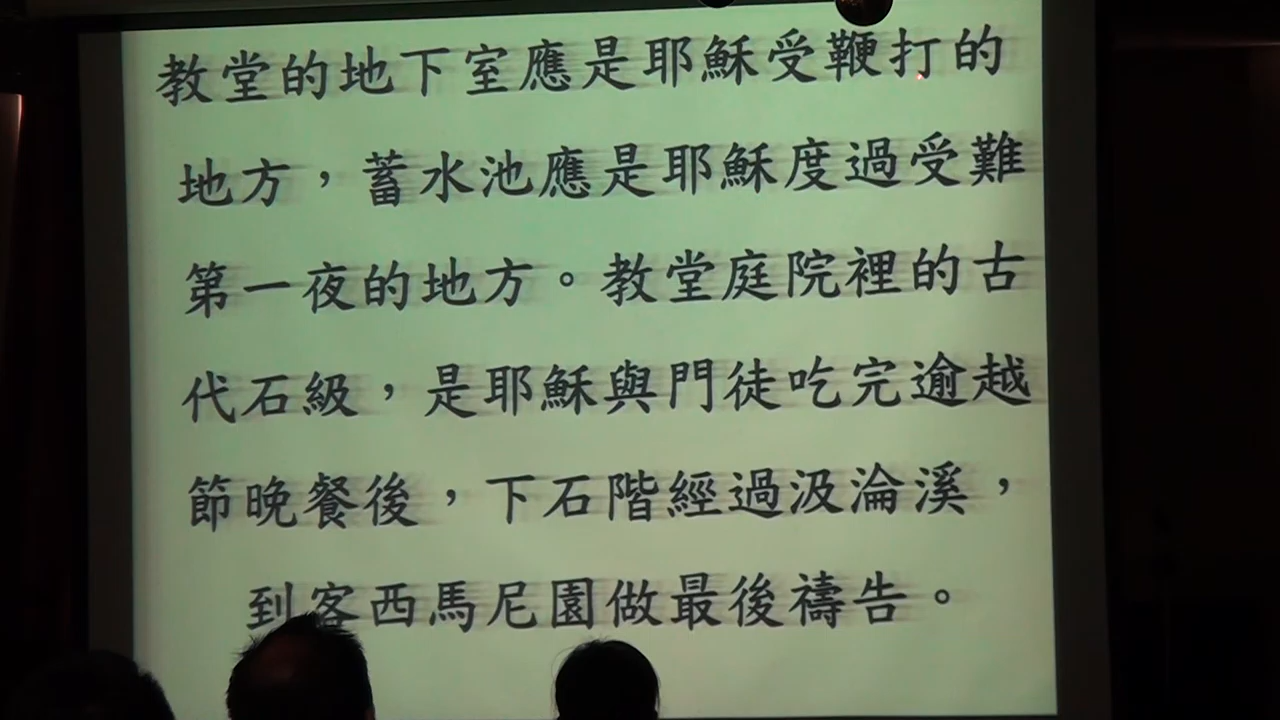 教堂的地下室應是耶穌受鞭打的
地方，蓄水池應是耶穌度過受難
第一夜的地方。教堂庭院裡的古
代石級，是耶穌與門徒吃完逾越
節晚餐後，下石階經過汲淪溪，
到客西馬尼園做最後禱告。